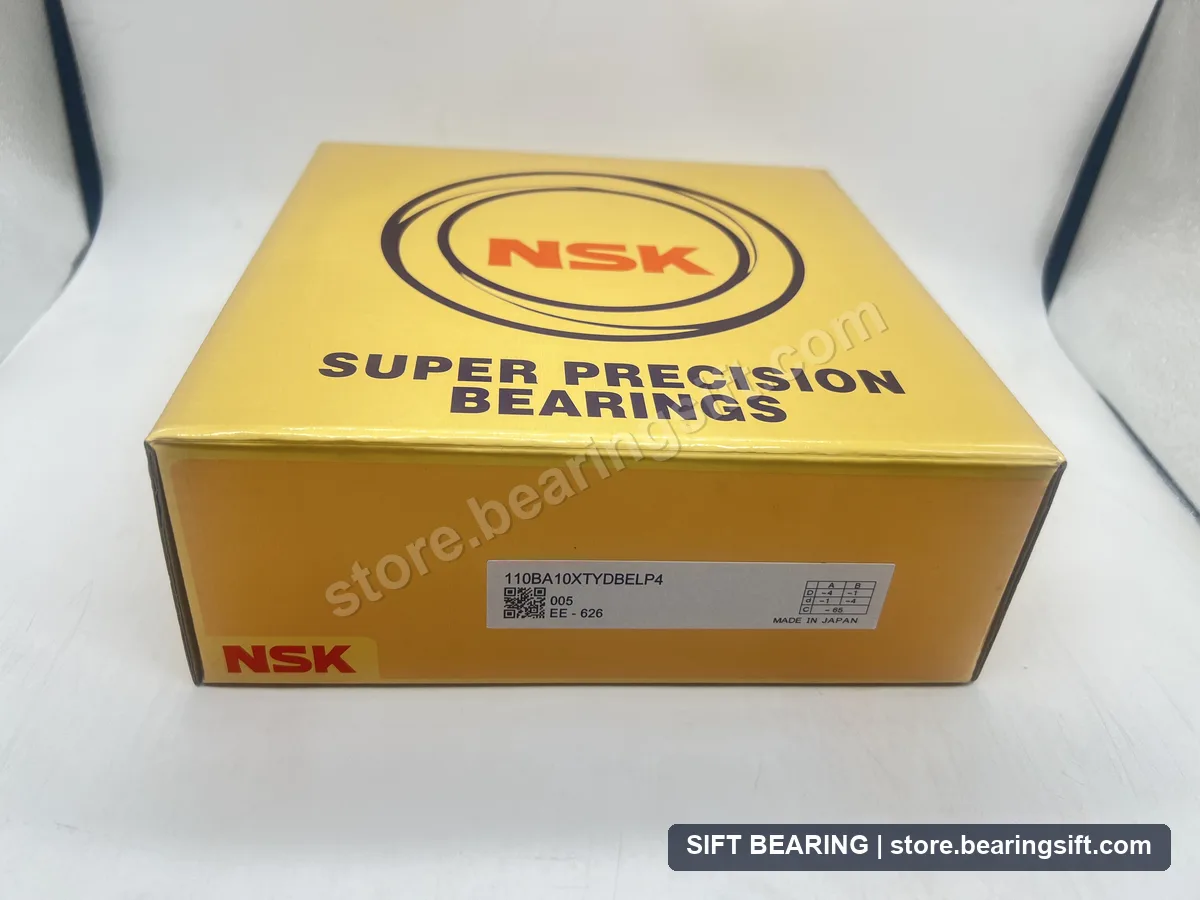 NSK
SUPER PRECISION
BEARINGS
store.bearingsift.com
110BA10XTYDBELP4
005
EE - 626
A B
D -4 -1
d -1 -4
C -65
MADE IN JAPAN
NSK
SIFT BEARING | store.bearingsift.com